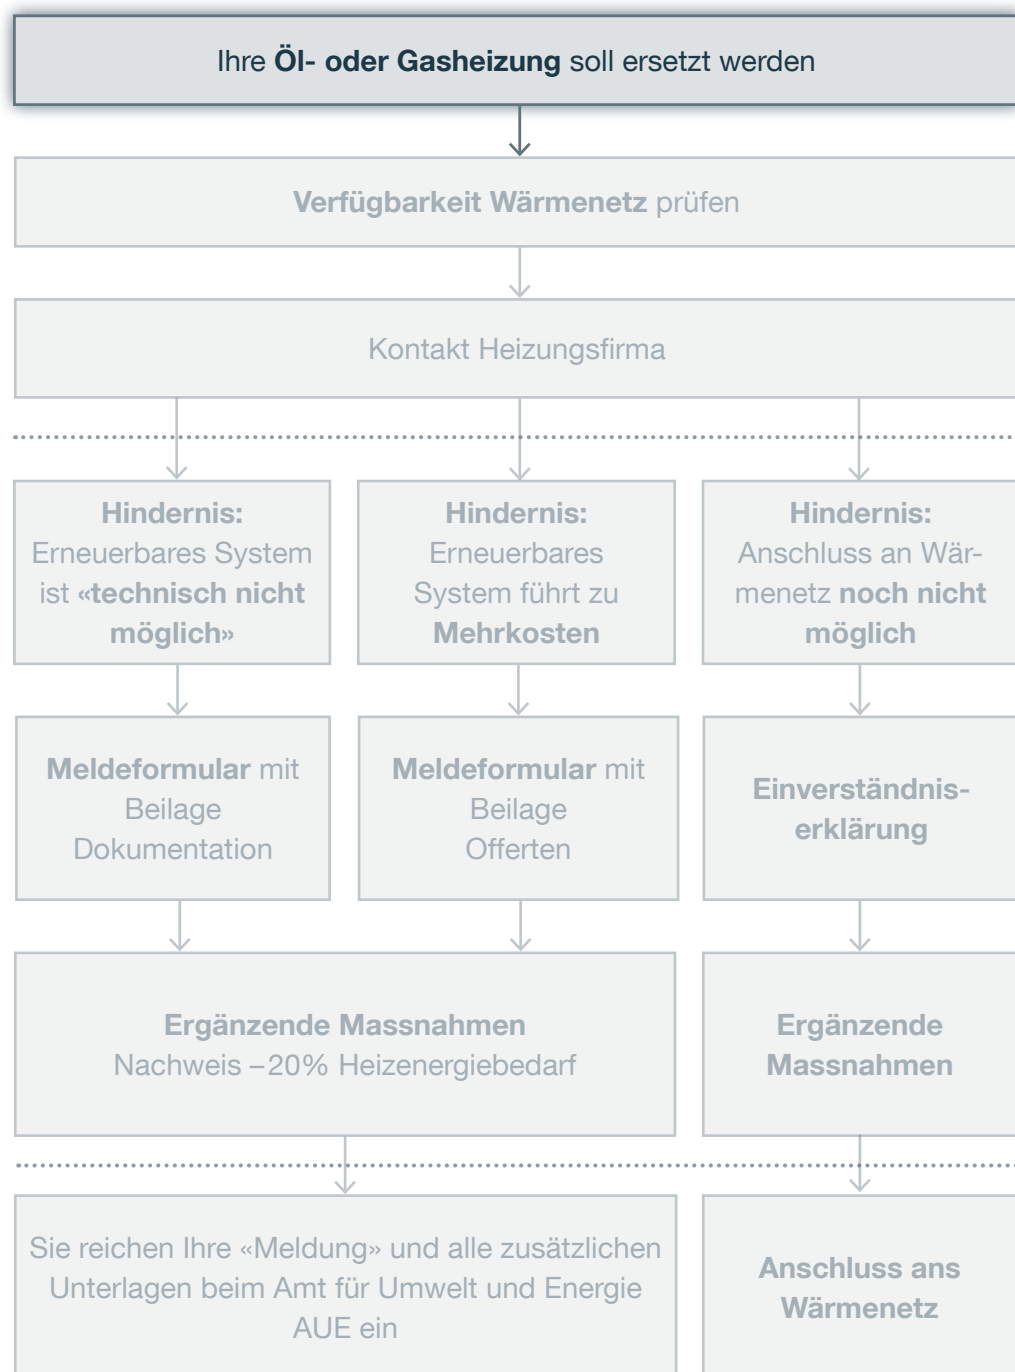 Ihre Öl- oder Gasheizung soll ersetzt werden
Verfügbarkeit Wärmenetz prüfen
Kontakt Heizungsfirma
Hindernis:
Erneuerbares System
ist «technisch nicht
möglich»
Hindernis:
Erneuerbares
System führt zu
Mehrkosten
Hindernis:
Anschluss an Wär-
menetz noch nicht
möglich
Meldeformular mit
Beilage
Dokumentation
Meldeformular mit
Beilage
Offerten
Einverständnis-
erklärung
Ergänzende Massnahmen
Nachweis –20% Heizenergiebedarf
Ergänzende
Massnahmen
Sie reichen Ihre «Meldung» und alle zusätzlichen
Unterlagen beim Amt für Umwelt und Energie
AUE ein
Anschluss ans
Wärmenetz